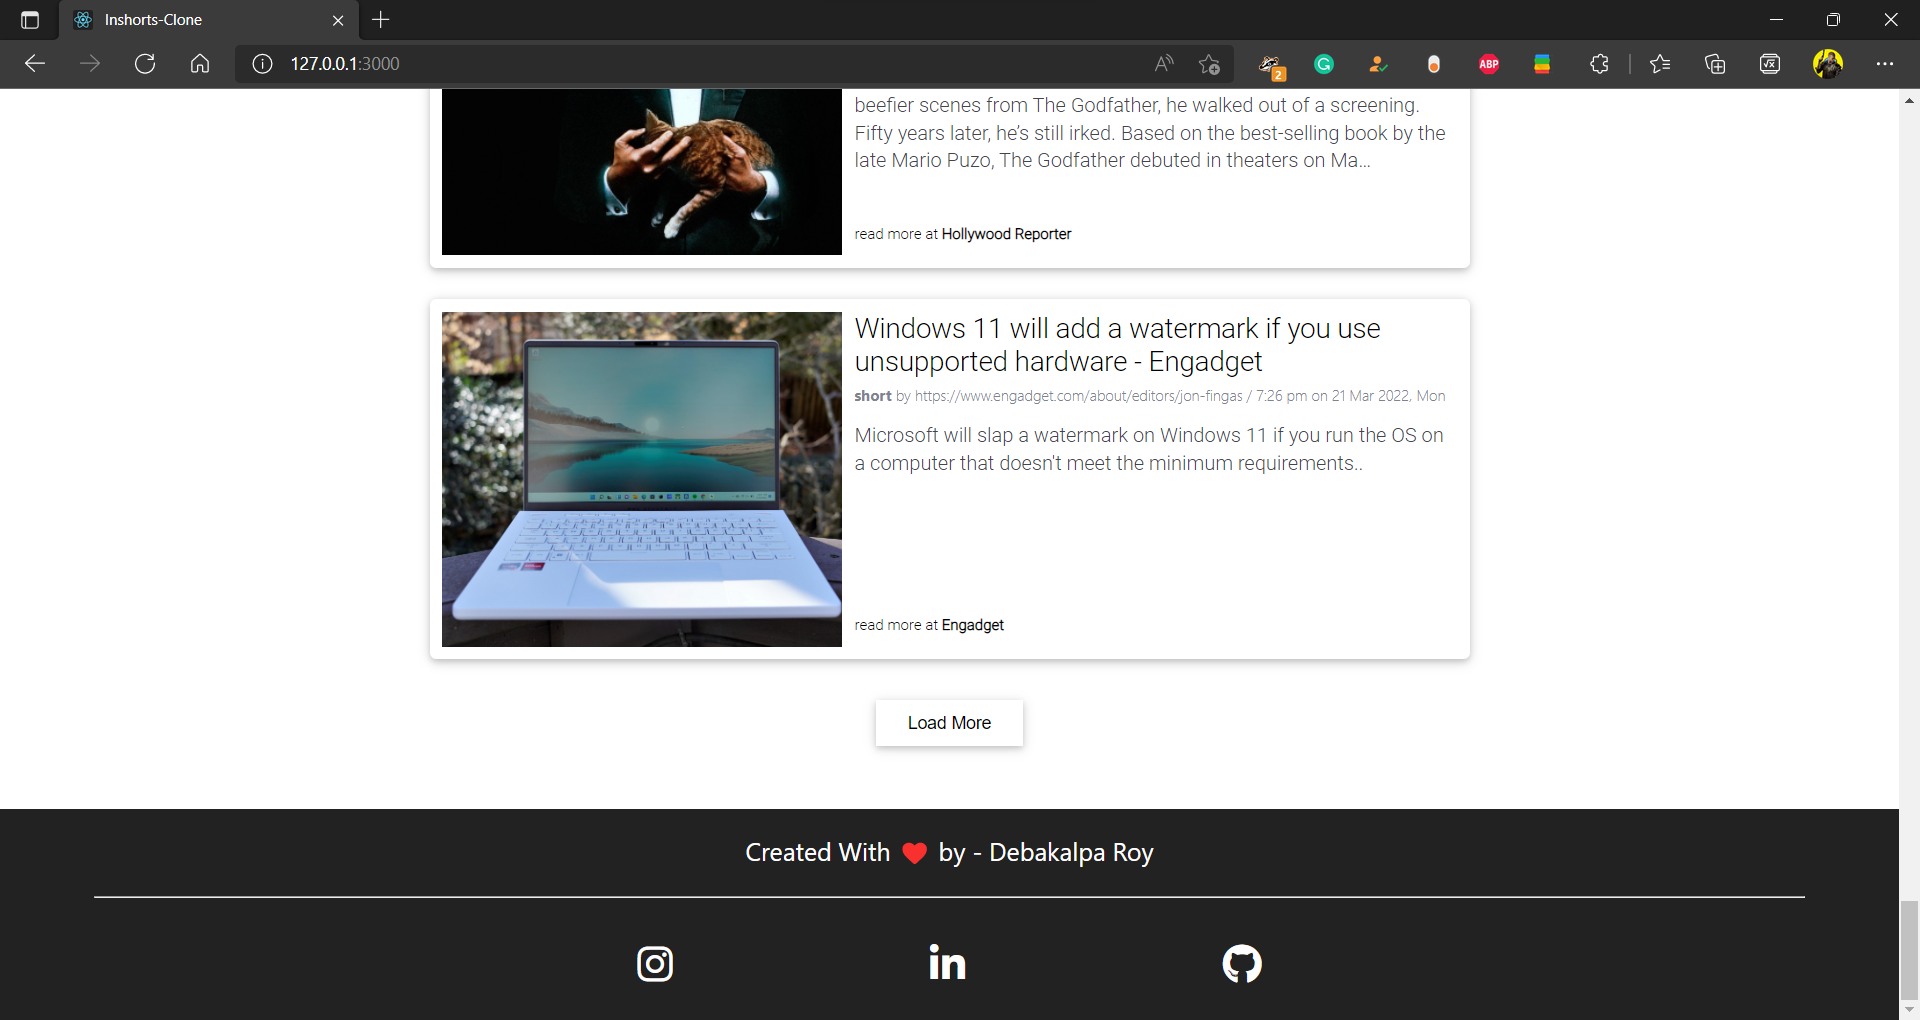 Inshorts-Clone
127.0.0.1:3000
2
ABP
beefier scenes from The Godfather, he walked out of a screening.
Fifty years later, he’s still irked. Based on the best-selling book by the
late Mario Puzo, The Godfather debuted in theaters on Ma...
read more at Hollywood Reporter
Windows 11 will add a watermark if you use
unsupported hardware - Engadget
short by https://www.engadget.com/about/editors/jon-fingas / 7:26 pm on 21 Mar 2022, Mon
Microsoft will slap a watermark on Windows 11 if you run the OS on
a computer that doesn't meet the minimum requirements..
read more at Engadget
Load More
Created With ❤ by - Debakalpa Roy
in